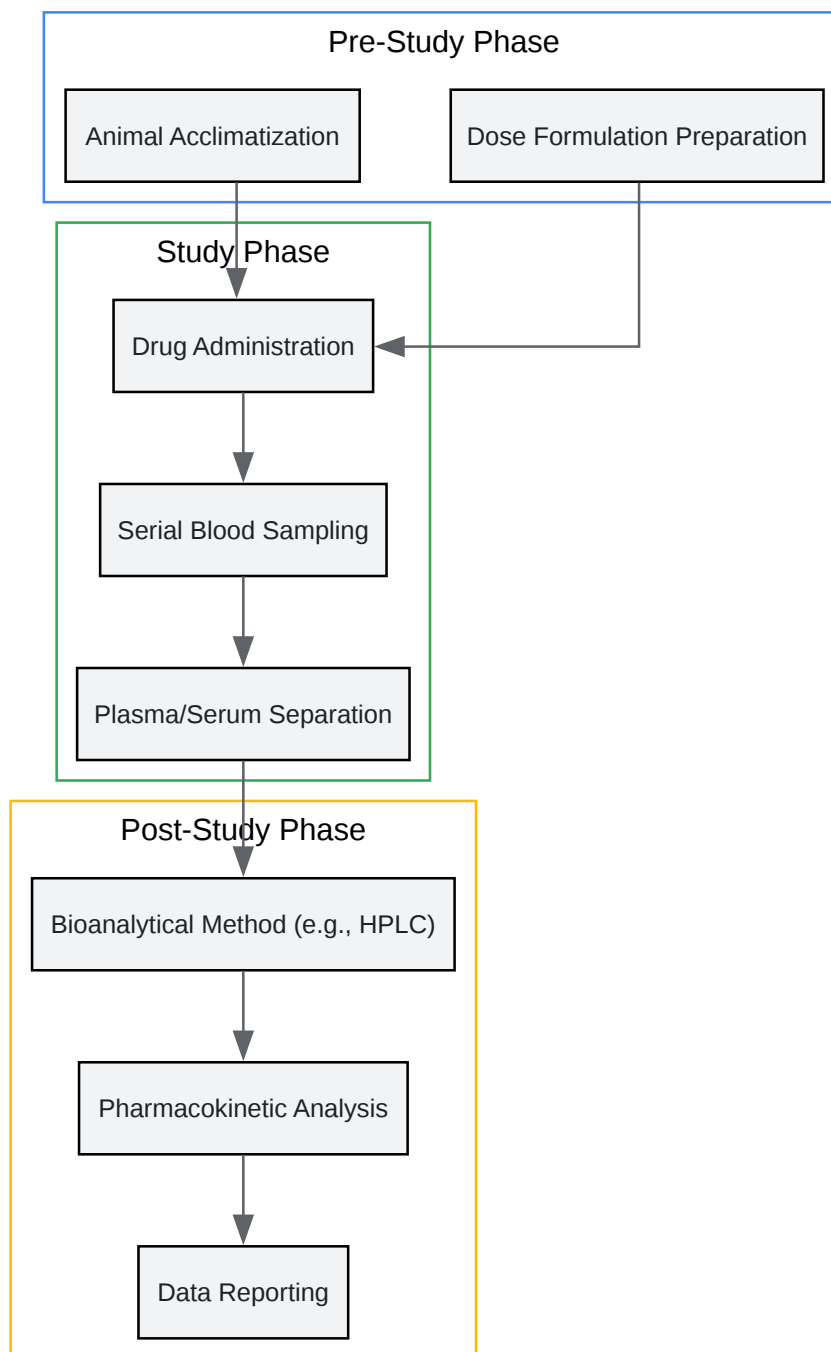 Pre-Study Phase
Animal Acclimatization
Dose Formulation Preparation
Study Phase
Drug Administration
Serial Blood Sampling
Plasma/Serum Separation
Post-Study Phase
Bioanalytical Method (e.g., HPLC)
Pharmacokinetic Analysis
Data Reporting